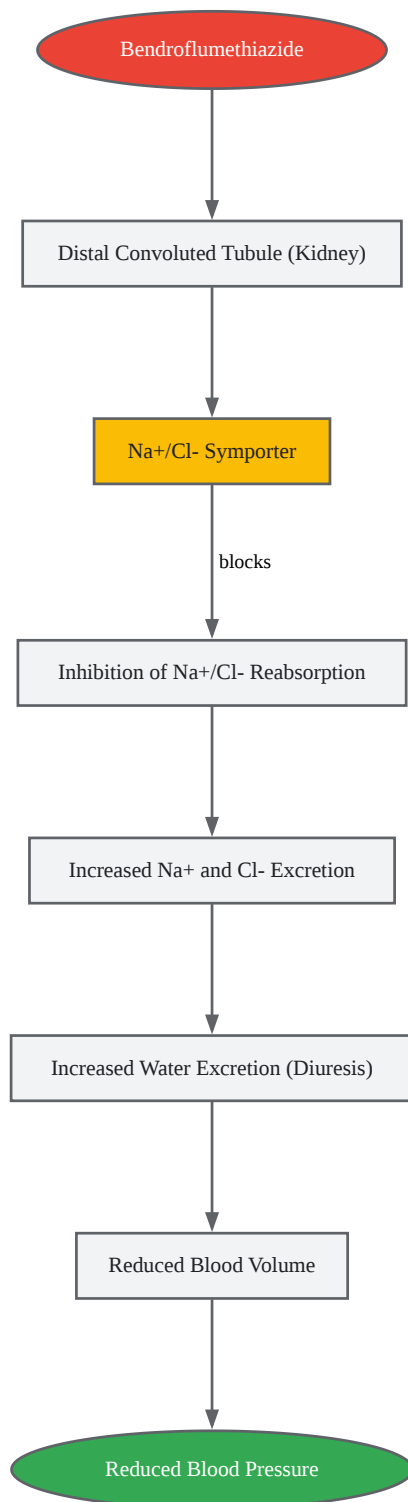 Bendroflumethiazide
Distal Convoluted Tubule (Kidney)
Na+/Cl- Symporter
blocks
Inhibition of Na+/Cl- Reabsorption
Increased Na+ and Cl- Excretion
Increased Water Excretion (Diuresis)
Reduced Blood Volume
Reduced Blood Pressure